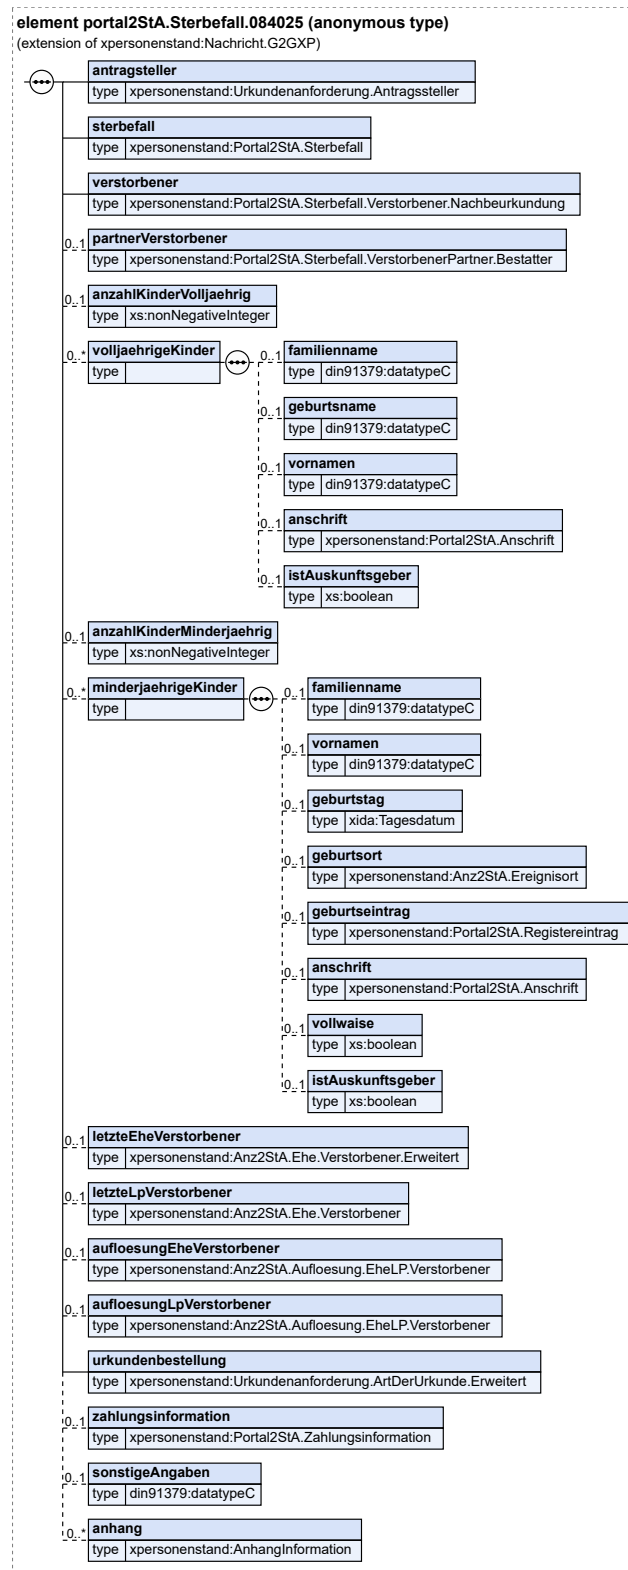 element portal2StA.Sterbefall.084025 (anonymous type)
(extension of xpersonenstand:Nachricht.G2GXP)
antragsteller
type xpersonenstand:Urkundenanforderung.Antragssteller
sterbefall
type xpersonenstand:Portal2StA.Sterbefall
verstorbener
type xpersonenstand:Portal2StA.Sterbefall.Verstorbener.Nachbeurkundung
0..1 partnerVerstorbener
type xpersonenstand:Portal2StA.Sterbefall.VerstorbenerPartner.Bestatter
0..1 anzahlKinderVolljaehrig
type xs:nonNegativeInteger
0..* volljaehrigeKinder
type
0..1 familienname
type din91379:datatypeC
0..1 geburtsname
type din91379:datatypeC
0..1 vornamen
type din91379:datatypeC
0..1 anschrift
type xpersonenstand:Portal2StA.Anschrift
0..1 istAuskunftsgeber
type xs:boolean
0..1 anzahlKinderMinderjaehrig
type xs:nonNegativeInteger
0..* minderjaehrigeKinder
type
0..1 familienname
type din91379:datatypeC
0..1 vornamen
type din91379:datatypeC
0..1 geburtstag
type xida:Tagesdatum
0..1 geburtsort
type xpersonenstand:Anz2StA.Ereignisort
0..1 geburtseintrag
type xpersonenstand:Portal2StA.Registereintrag
0..1 anschrift
type xpersonenstand:Portal2StA.Anschrift
0..1 vollwaise
type xs:boolean
0..1 istAuskunftsgeber
type xs:boolean
0..1 letzteEheVerstorbener
type xpersonenstand:Anz2StA.Ehe.Verstorbener.Erweitert
0..1 letzteLpVerstorbener
type xpersonenstand:Anz2StA.Ehe.Verstorbener
0..1 aufloesungEheVerstorbener
type xpersonenstand:Anz2StA.Aufloesung.EheLP.Verstorbener
0..1 aufloesungLpVerstorbener
type xpersonenstand:Anz2StA.Aufloesung.EheLP.Verstorbener
urkundenbestellung
type xpersonenstand:Urkundenanforderung.ArtDerUrkunde.Erweitert
0..1 zahlungsinformation
type xpersonenstand:Portal2StA.Zahlungsinformation
0..1 sonstigeAngaben
type din91379:datatypeC
0..* anhang
type xpersonenstand:AnhangInformation